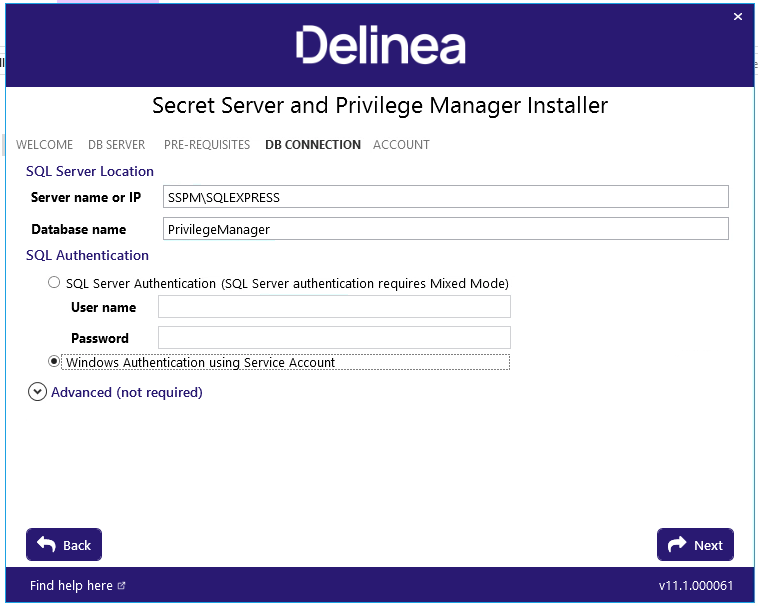 Delinea
Secret Server and Privilege Manager Installer
WELCOME DB SERVER PRE-REQUISITES DB CONNECTION ACCOUNT
SQL Server Location
Server name or IP SSPM\SQLEXPRESS
Database name PrivilegeManager
SQL Authentication
SQL Server Authentication (SQL Server authentication requires Mixed Mode)
User name
Password
Windows Authentication using Service Account
Advanced (not required)
Back Next
Find help here v11.1.000061